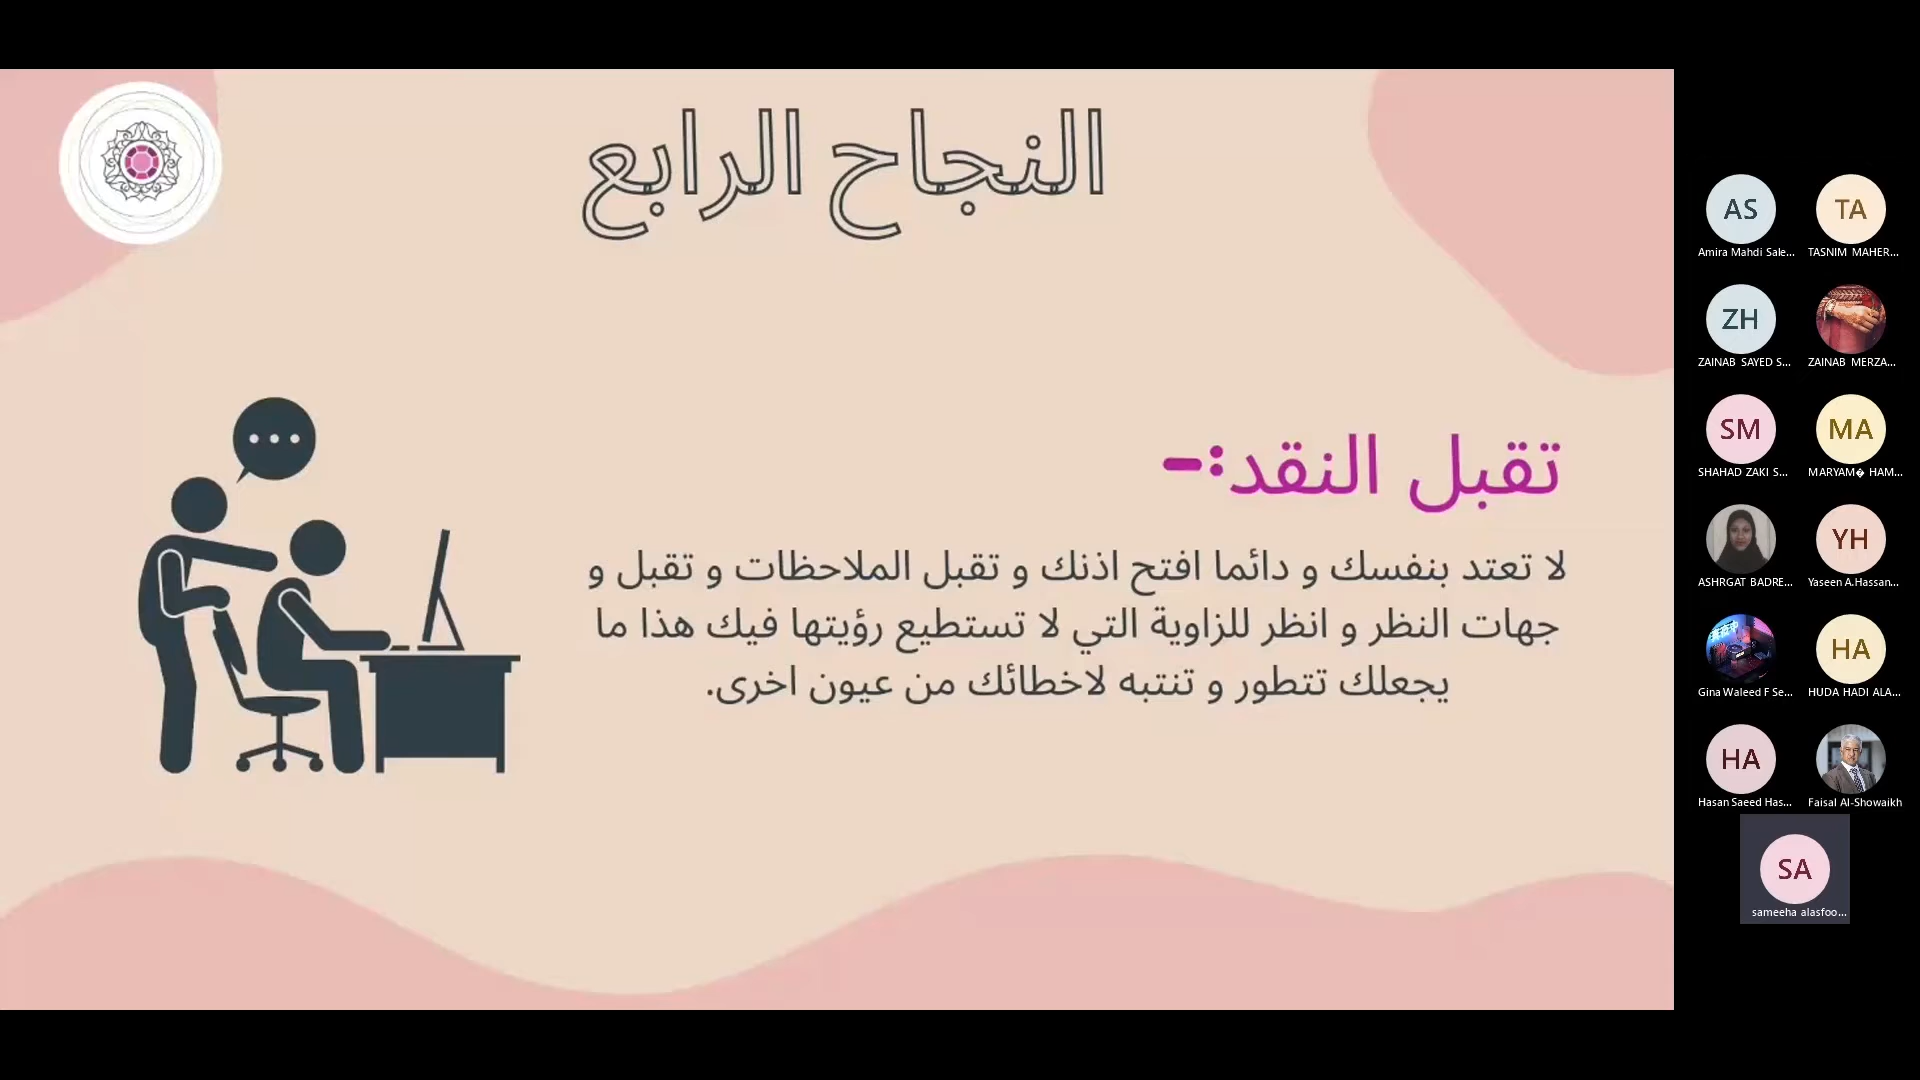 النجاح الرابع
تقبل النقد:-
لا تعتد بنفسك و دائما افتح اذنك و تقبل الملاحظات و تقبل و
جهات النظر و انظر للزاوية التي لا تستطيع رؤيتها فيك هذا ما
يجعلك تتطور و تنتبه لاخطائك من عيون اخرى.
AS
TA
Amira Mahdi Sale...
TASNIM MAHER...
ZH
ZAINAB SAYED S...
ZAINAB MERZA...
SM
MA
SHAHAD ZAKI S...
MARYAM� HAM...
YH
ASHRGAT BADRE...
Yaseen A.Hassan...
HA
Gina Waleed F Se...
HUDA HADI ALA...
HA
Hasan Saeed Has...
Faisal Al-Showaikh
SA
sameeha alasfoo...